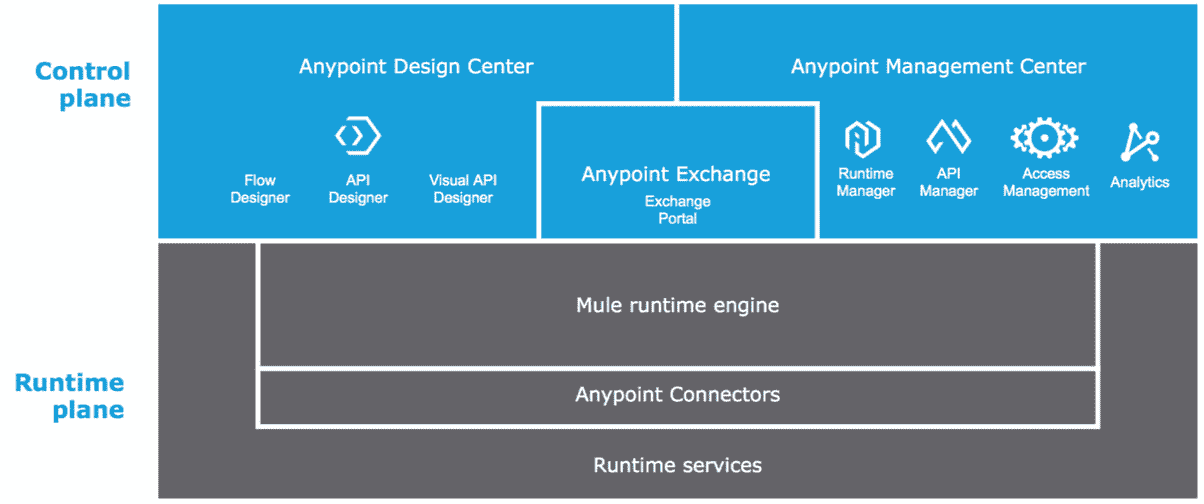 Control
plane
Anypoint Design Center
Anypoint Management Center
Flow
Designer
API
Designer
Visual API
Designer
Anypoint Exchange
Exchange
Portal
Runtime
Manager
API
Manager
Access
Management
Analytics
Runtime
plane
Mule runtime engine
Anypoint Connectors
Runtime services